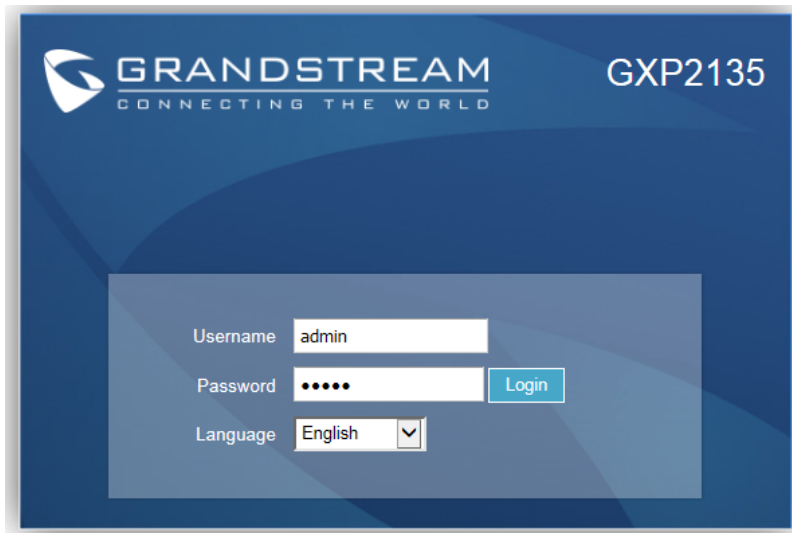 GRANDSTREAM
CONNECTING THE WORLD
GXP2135
Username admin
Password ••••• Login
Language English